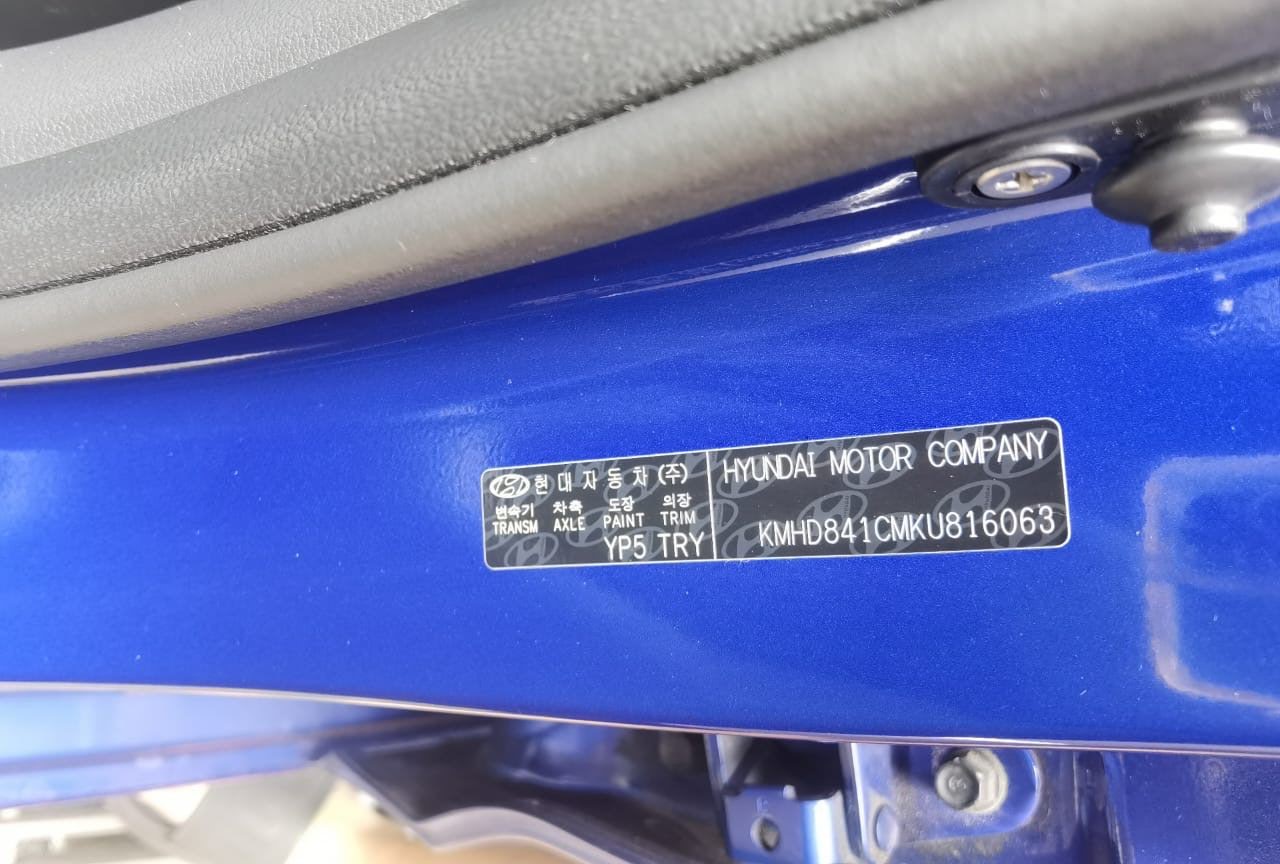 현대자동차(주)
변속기 차축 도장 의장
TRANSM AXLE PAINT TRIM
YP5 TRY
HYUNDAI MOTOR COMPANY
KMHD841CMKU816063